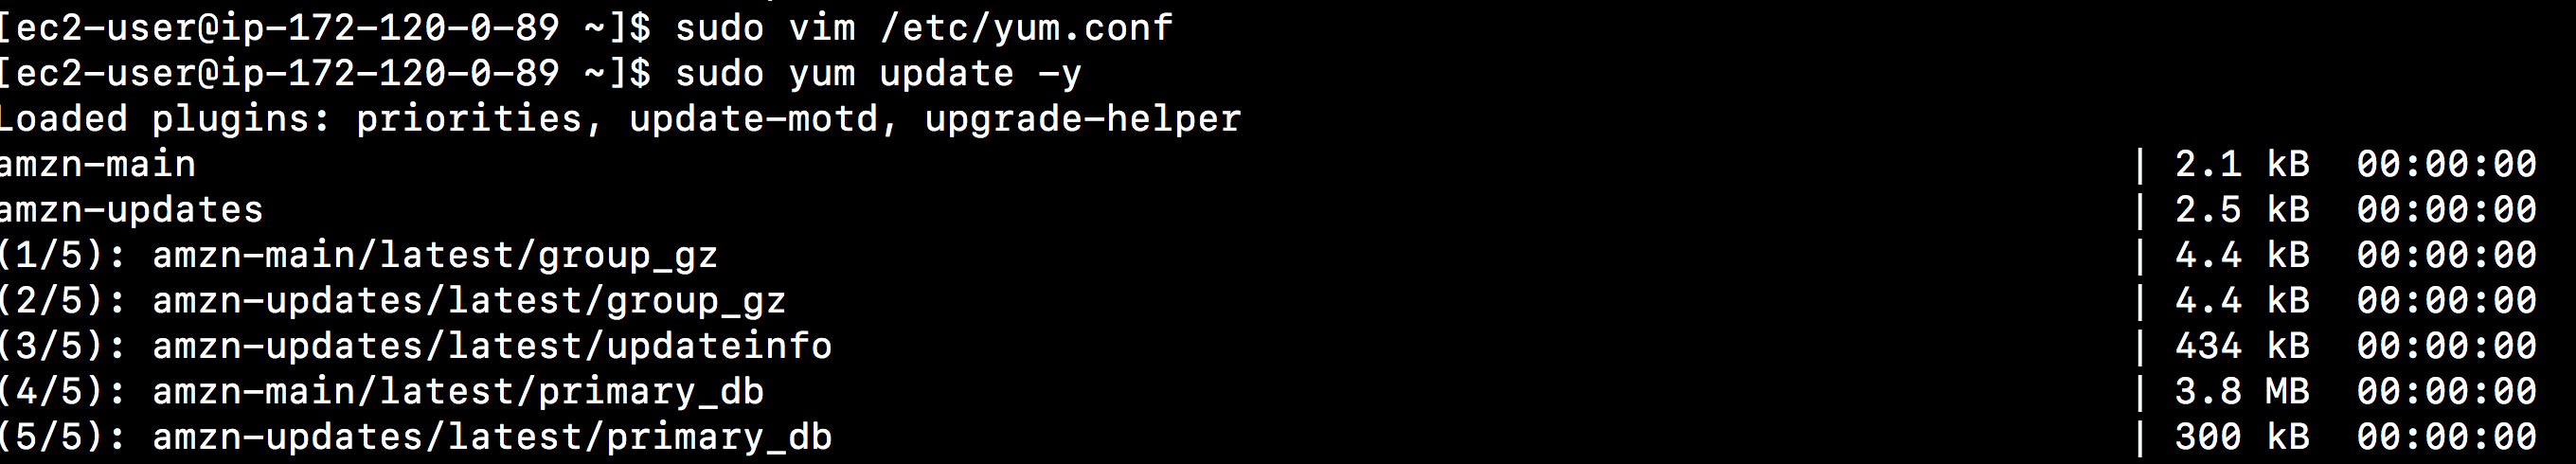 [ec2-user@ip-172-120-0-89 ~]$ sudo vim /etc/yum.conf
[ec2-user@ip-172-120-0-89 ~]$ sudo yum update -y
Loaded plugins: priorities, update-motd, upgrade-helper
amzn-main | 2.1 kB 00:00:00
amzn-updates | 2.5 kB 00:00:00
(1/5): amzn-main/latest/group_gz | 4.4 kB 00:00:00
(2/5): amzn-updates/latest/group_gz | 4.4 kB 00:00:00
(3/5): amzn-updates/latest/updateinfo | 434 kB 00:00:00
(4/5): amzn-main/latest/primary_db | 3.8 MB 00:00:00
(5/5): amzn-updates/latest/primary_db | 300 kB 00:00:00